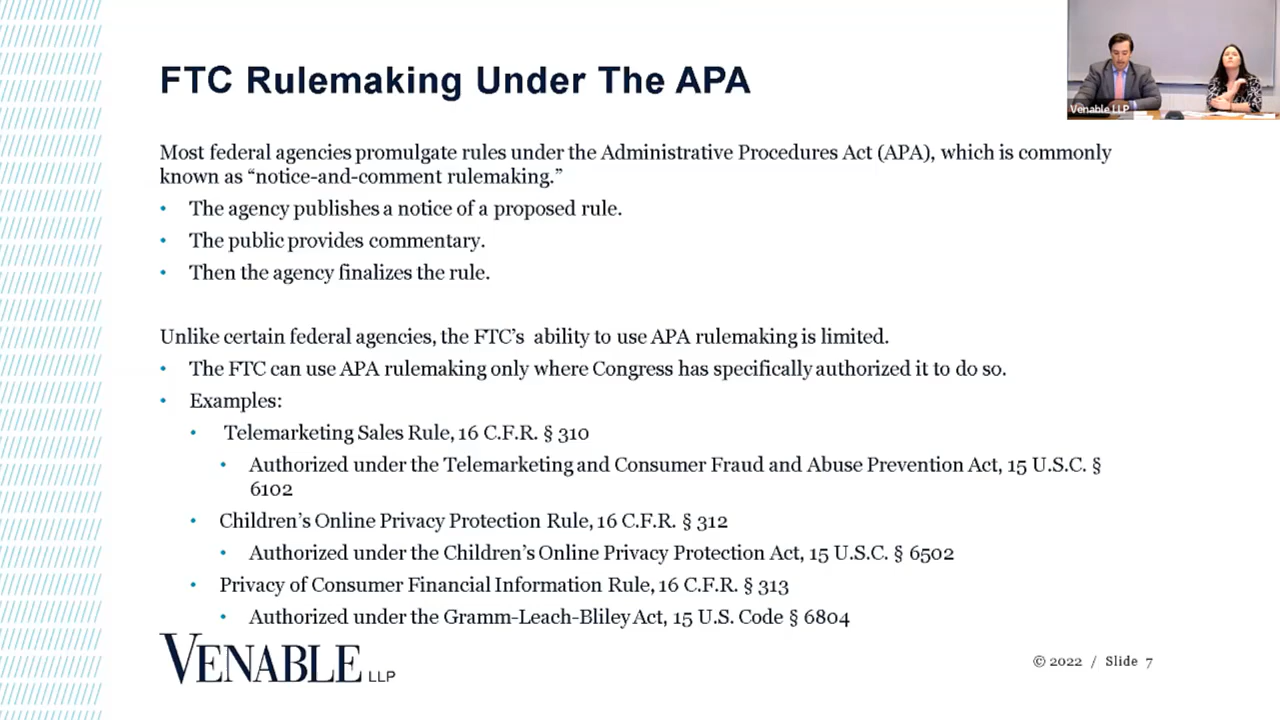 FTC Rulemaking Under The APA
Venable LLP
Most federal agencies promulgate rules under the Administrative Procedures Act (APA), which is commonly
known as “notice-and-comment rulemaking.”
• The agency publishes a notice of a proposed rule.
• The public provides commentary.
• Then the agency finalizes the rule.
Unlike certain federal agencies, the FTC’s ability to use APA rulemaking is limited.
• The FTC can use APA rulemaking only where Congress has specifically authorized it to do so.
• Examples:
• Telemarketing Sales Rule, 16 C.F.R. § 310
• Authorized under the Telemarketing and Consumer Fraud and Abuse Prevention Act, 15 U.S.C. §
6102
• Children’s Online Privacy Protection Rule, 16 C.F.R. § 312
• Authorized under the Children’s Online Privacy Protection Act, 15 U.S.C. § 6502
• Privacy of Consumer Financial Information Rule, 16 C.F.R. § 313
• Authorized under the Gramm-Leach-Bliley Act, 15 U.S. Code § 6804
VENABLE LLP
© 2022 / Slide 7